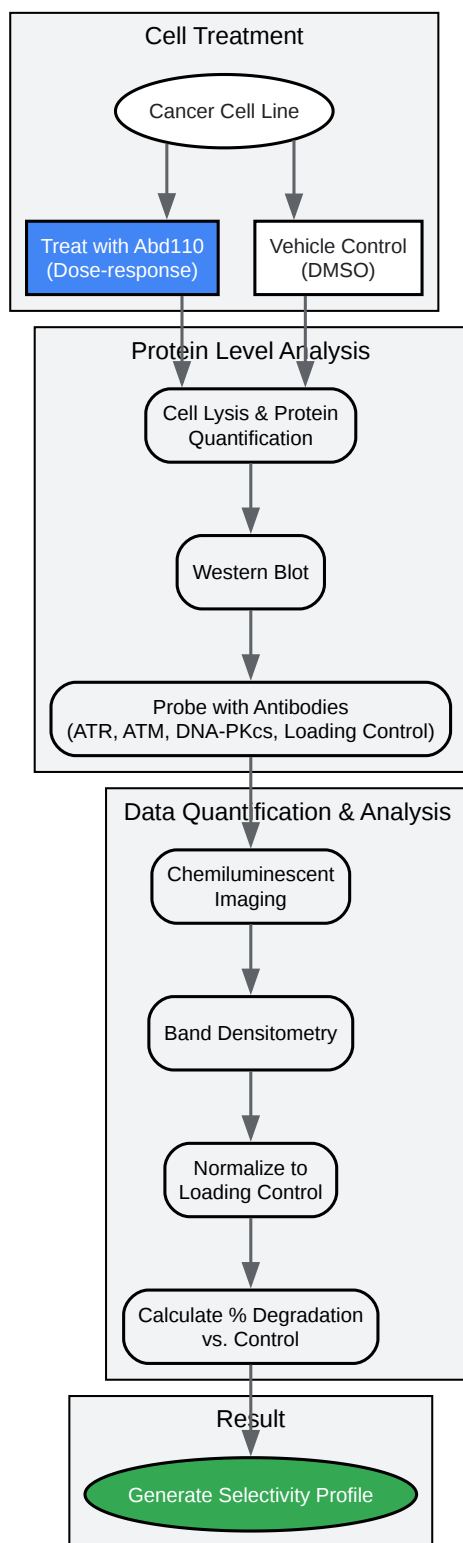 Cell Treatment
Cancer Cell Line
Treat with Abd110
(Dose-response)
Vehicle Control
(DMSO)
Protein Level Analysis
Cell Lysis & Protein
Quantification
Western Blot
Probe with Antibodies
(ATR, ATM, DNA-PKcs, Loading Control)
Data Quantification & Analysis
Chemiluminescent
Imaging
Band Densitometry
Normalize to
Loading Control
Calculate % Degradation
vs. Control
Result
Generate Selectivity Profile